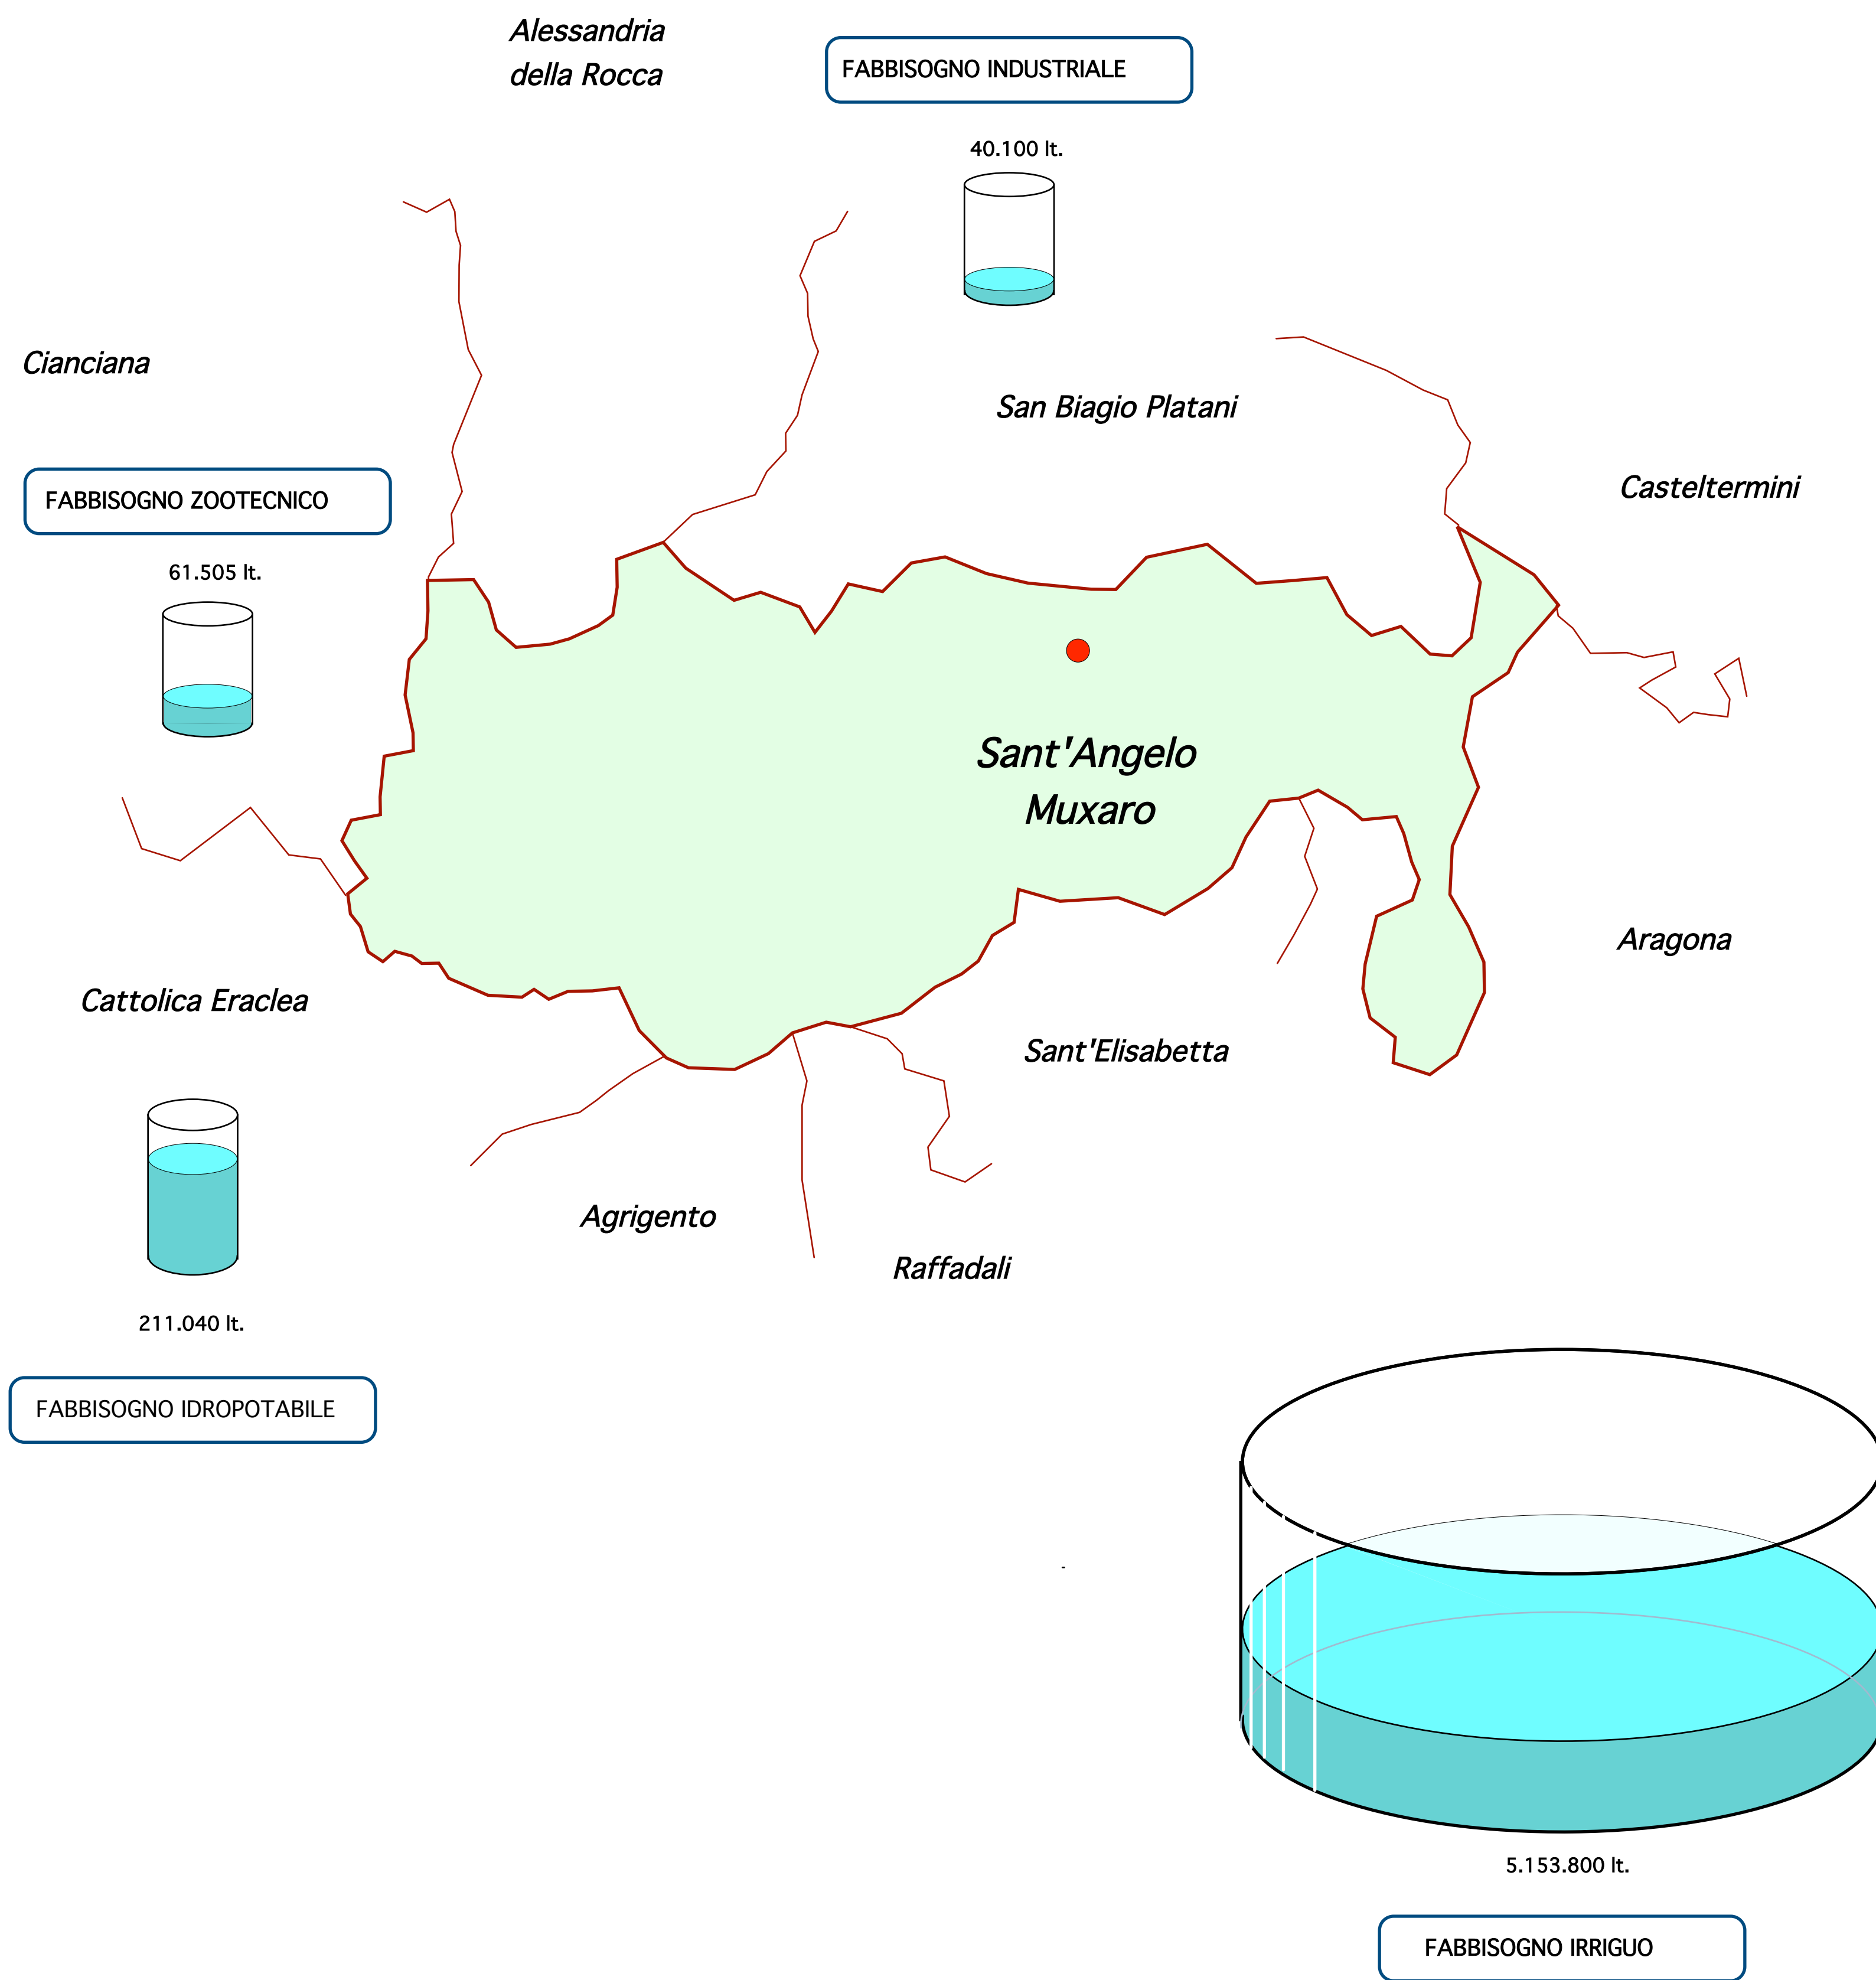 Alessandria
della Rocca
FABBISOGNO INDUSTRIALE
40.100 lt.
Cianciana
San Biagio Platani
Casteltermini
FABBISOGNO ZOOTECNICO
61.505 lt.
Sant'Angelo
Muxaro
Aragona
Cattolica Eraclea
Sant'Elisabetta
Agrigento
Raffadali
211.040 lt.
FABBISOGNO IDROPOTABILE
-
5.153.800 lt.
FABBISOGNO IRRIGUO